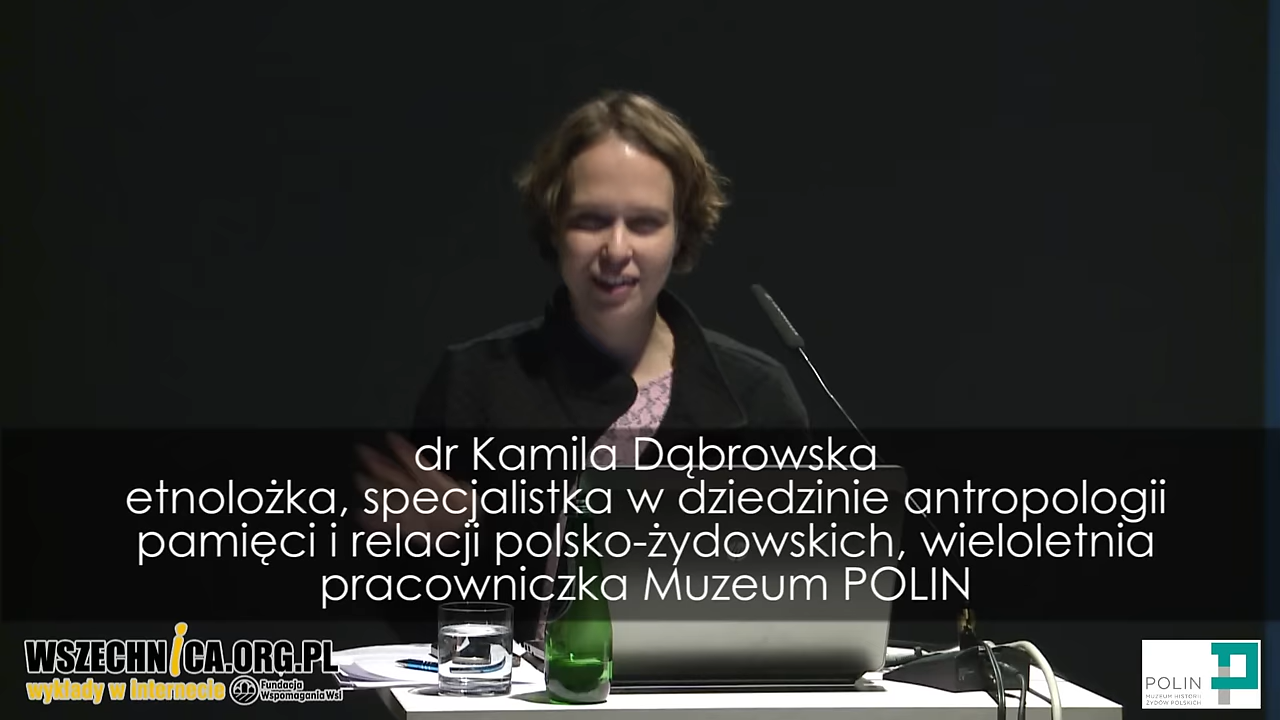 dr Kamila Dąbrowska
etnolożka, specjalistka w dziedzinie antropologii
pamięci i relacji polsko-żydowskich, wieloletnia
pracowniczka Muzeum POLIN
WSZECHNICA.ORG.PL
wykłady w internecie
Fundacja
Wspomagania Wsi
POLIN
MUZEUM HISTORII
ŻYDÓW POLSKICH